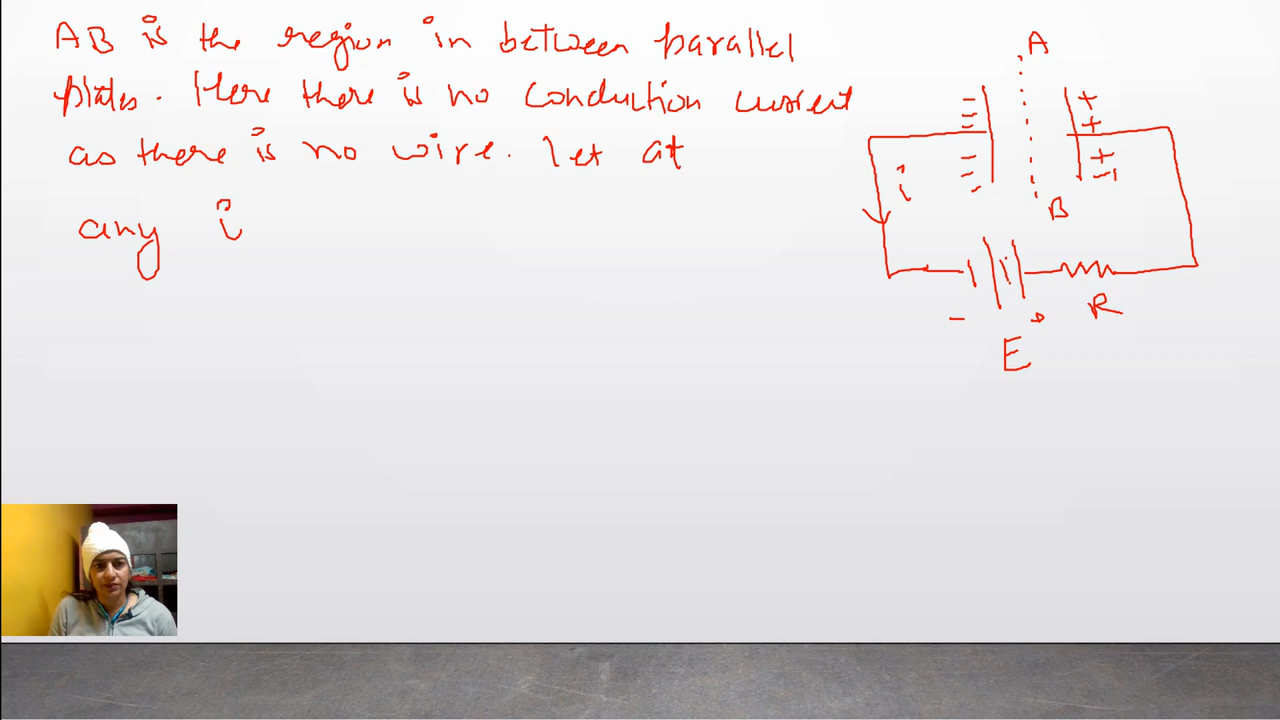 AB is the region in between parallel
plates. Here there is no conduction current
as there is no wire. Let at
any i
A
B
i
R
- +
E